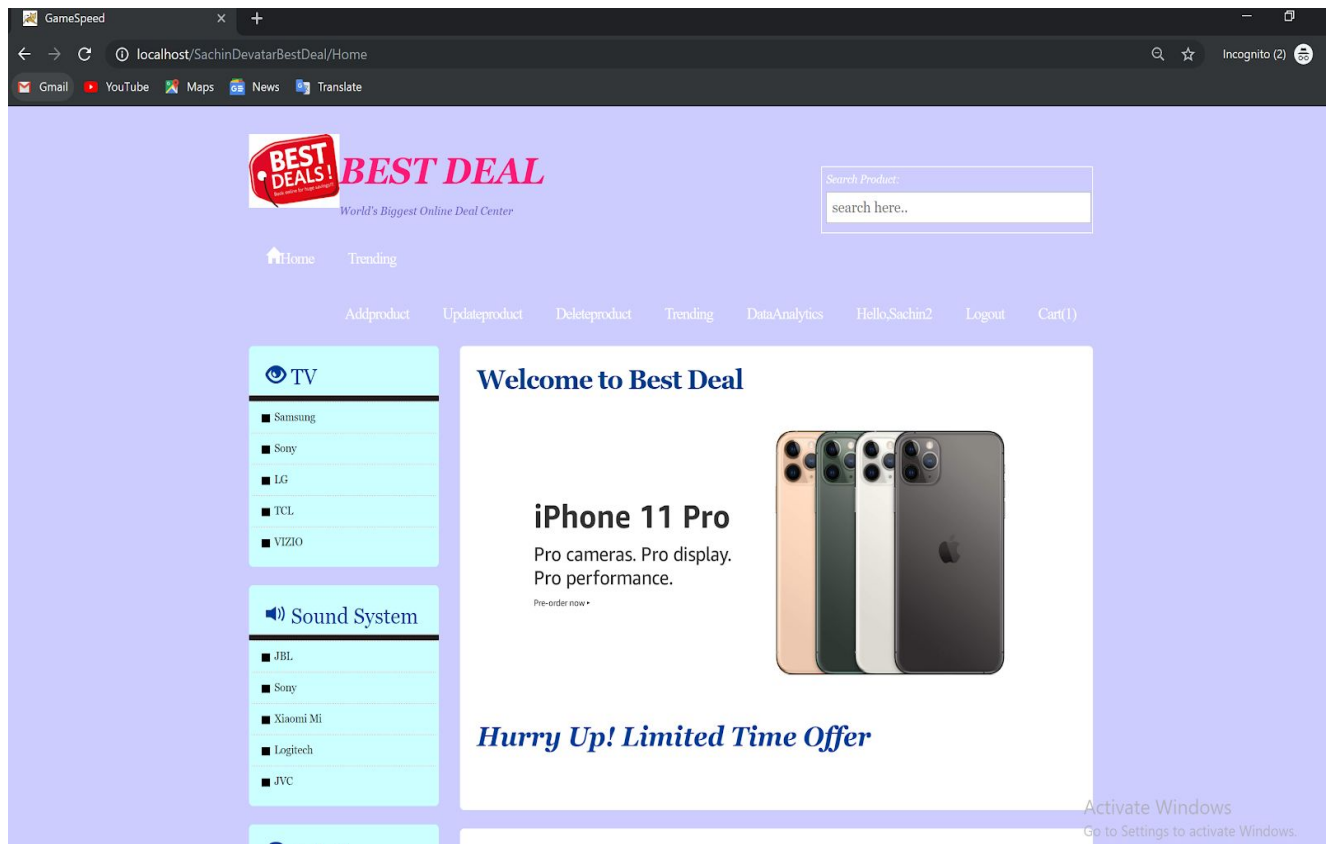 GameSpeed
localhost/SachinDevatarBestDeal/Home
Incognito (2)
Gmail YouTube Maps News Translate
BEST
DEALS!
BEST DEAL
World's Biggest Online Deal Center
Search Product:
search here..
Home Trending
Addproduct Updateproduct Deleteproduct Trending DataAnalytics Hello,Sachin2 Logout Cart(1)
TV
Samsung
Sony
LG
TCL
VIZIO
Sound System
JBL
Sony
Xiaomi Mi
Logitech
JVC
Welcome to Best Deal
iPhone 11 Pro
Pro cameras. Pro display.
Pro performance.
Pre-order now
Hurry Up! Limited Time Offer
Activate Windows
Go to Settings to activate Windows.